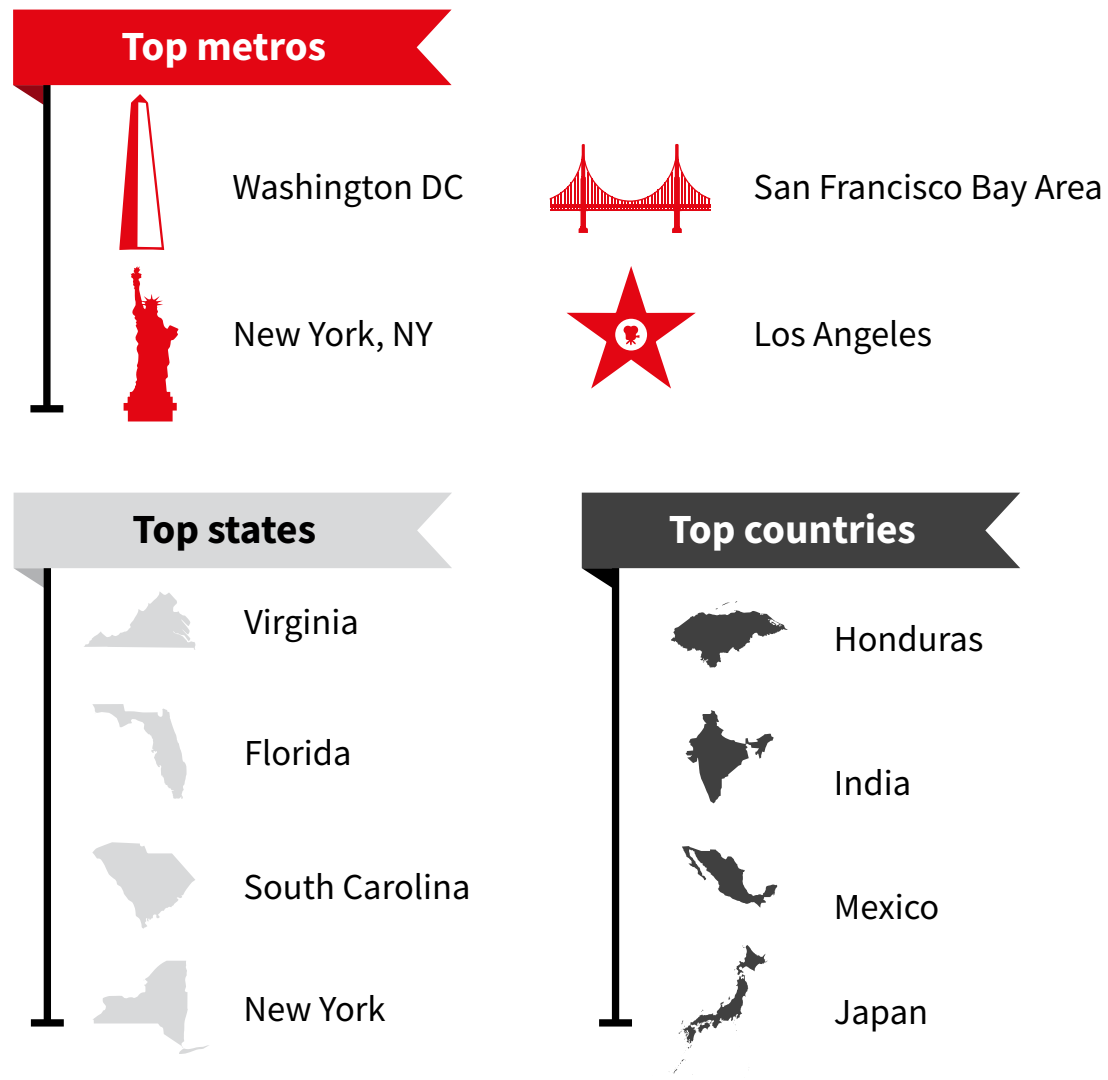 Top metros
Washington DC
San Francisco Bay Area
New York, NY
Los Angeles
Top states
Virginia
Florida
South Carolina
New York
Top countries
Honduras
India
Mexico
Japan